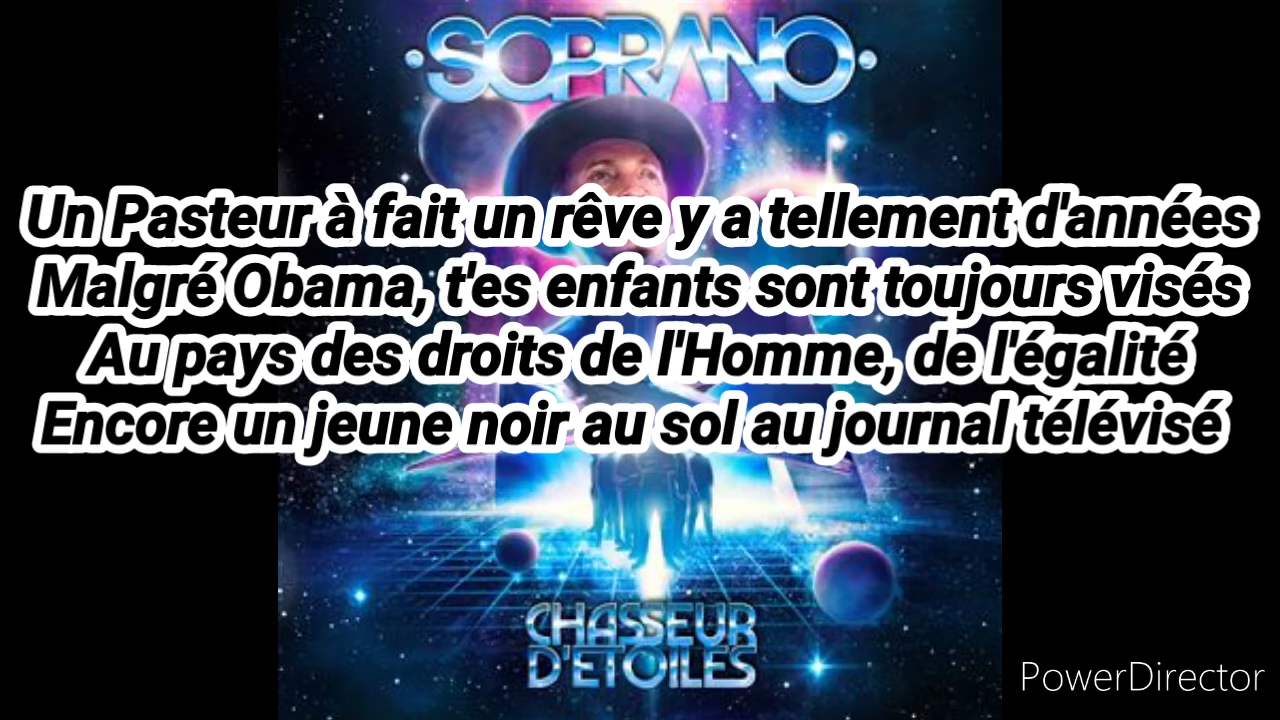 SOPRANO
Un Pasteur à fait un rêve y a tellement d'années
Malgré Obama, t'es enfants sont toujours visés
Au pays des droits de l'Homme, de l'égalité
Encore un jeune noir au sol au journal télévisé
CHASSEUR
D'ETOILES
PowerDirector